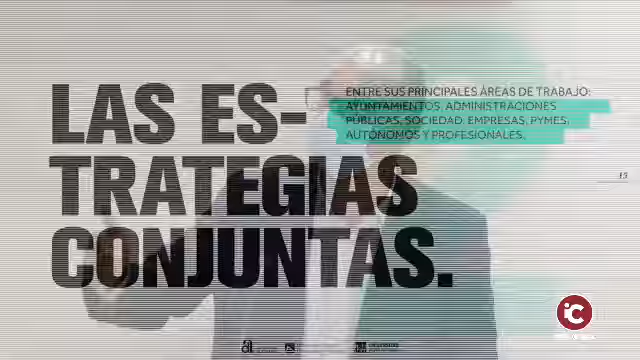 LAS ES-
TRATEGIAS
CONJUNTAS.
ENTRE SUS PRINCIPALES ÁREAS DE TRABAJO:
AYUNTAMIENTOS, ADMINISTRACIONES
PÚBLICAS, SOCIEDAD, EMPRESAS, PYMES,
AUTÓNOMOS Y PROFESIONALES.
15